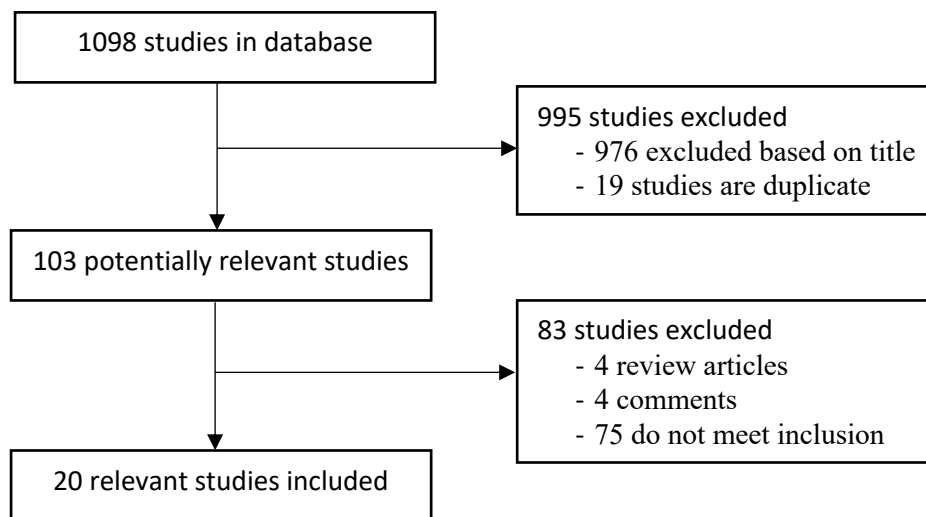 1098 studies in database
995 studies excluded
- 976 excluded based on title
- 19 studies are duplicate
103 potentially relevant studies
83 studies excluded
- 4 review articles
- 4 comments
- 75 do not meet inclusion
20 relevant studies included